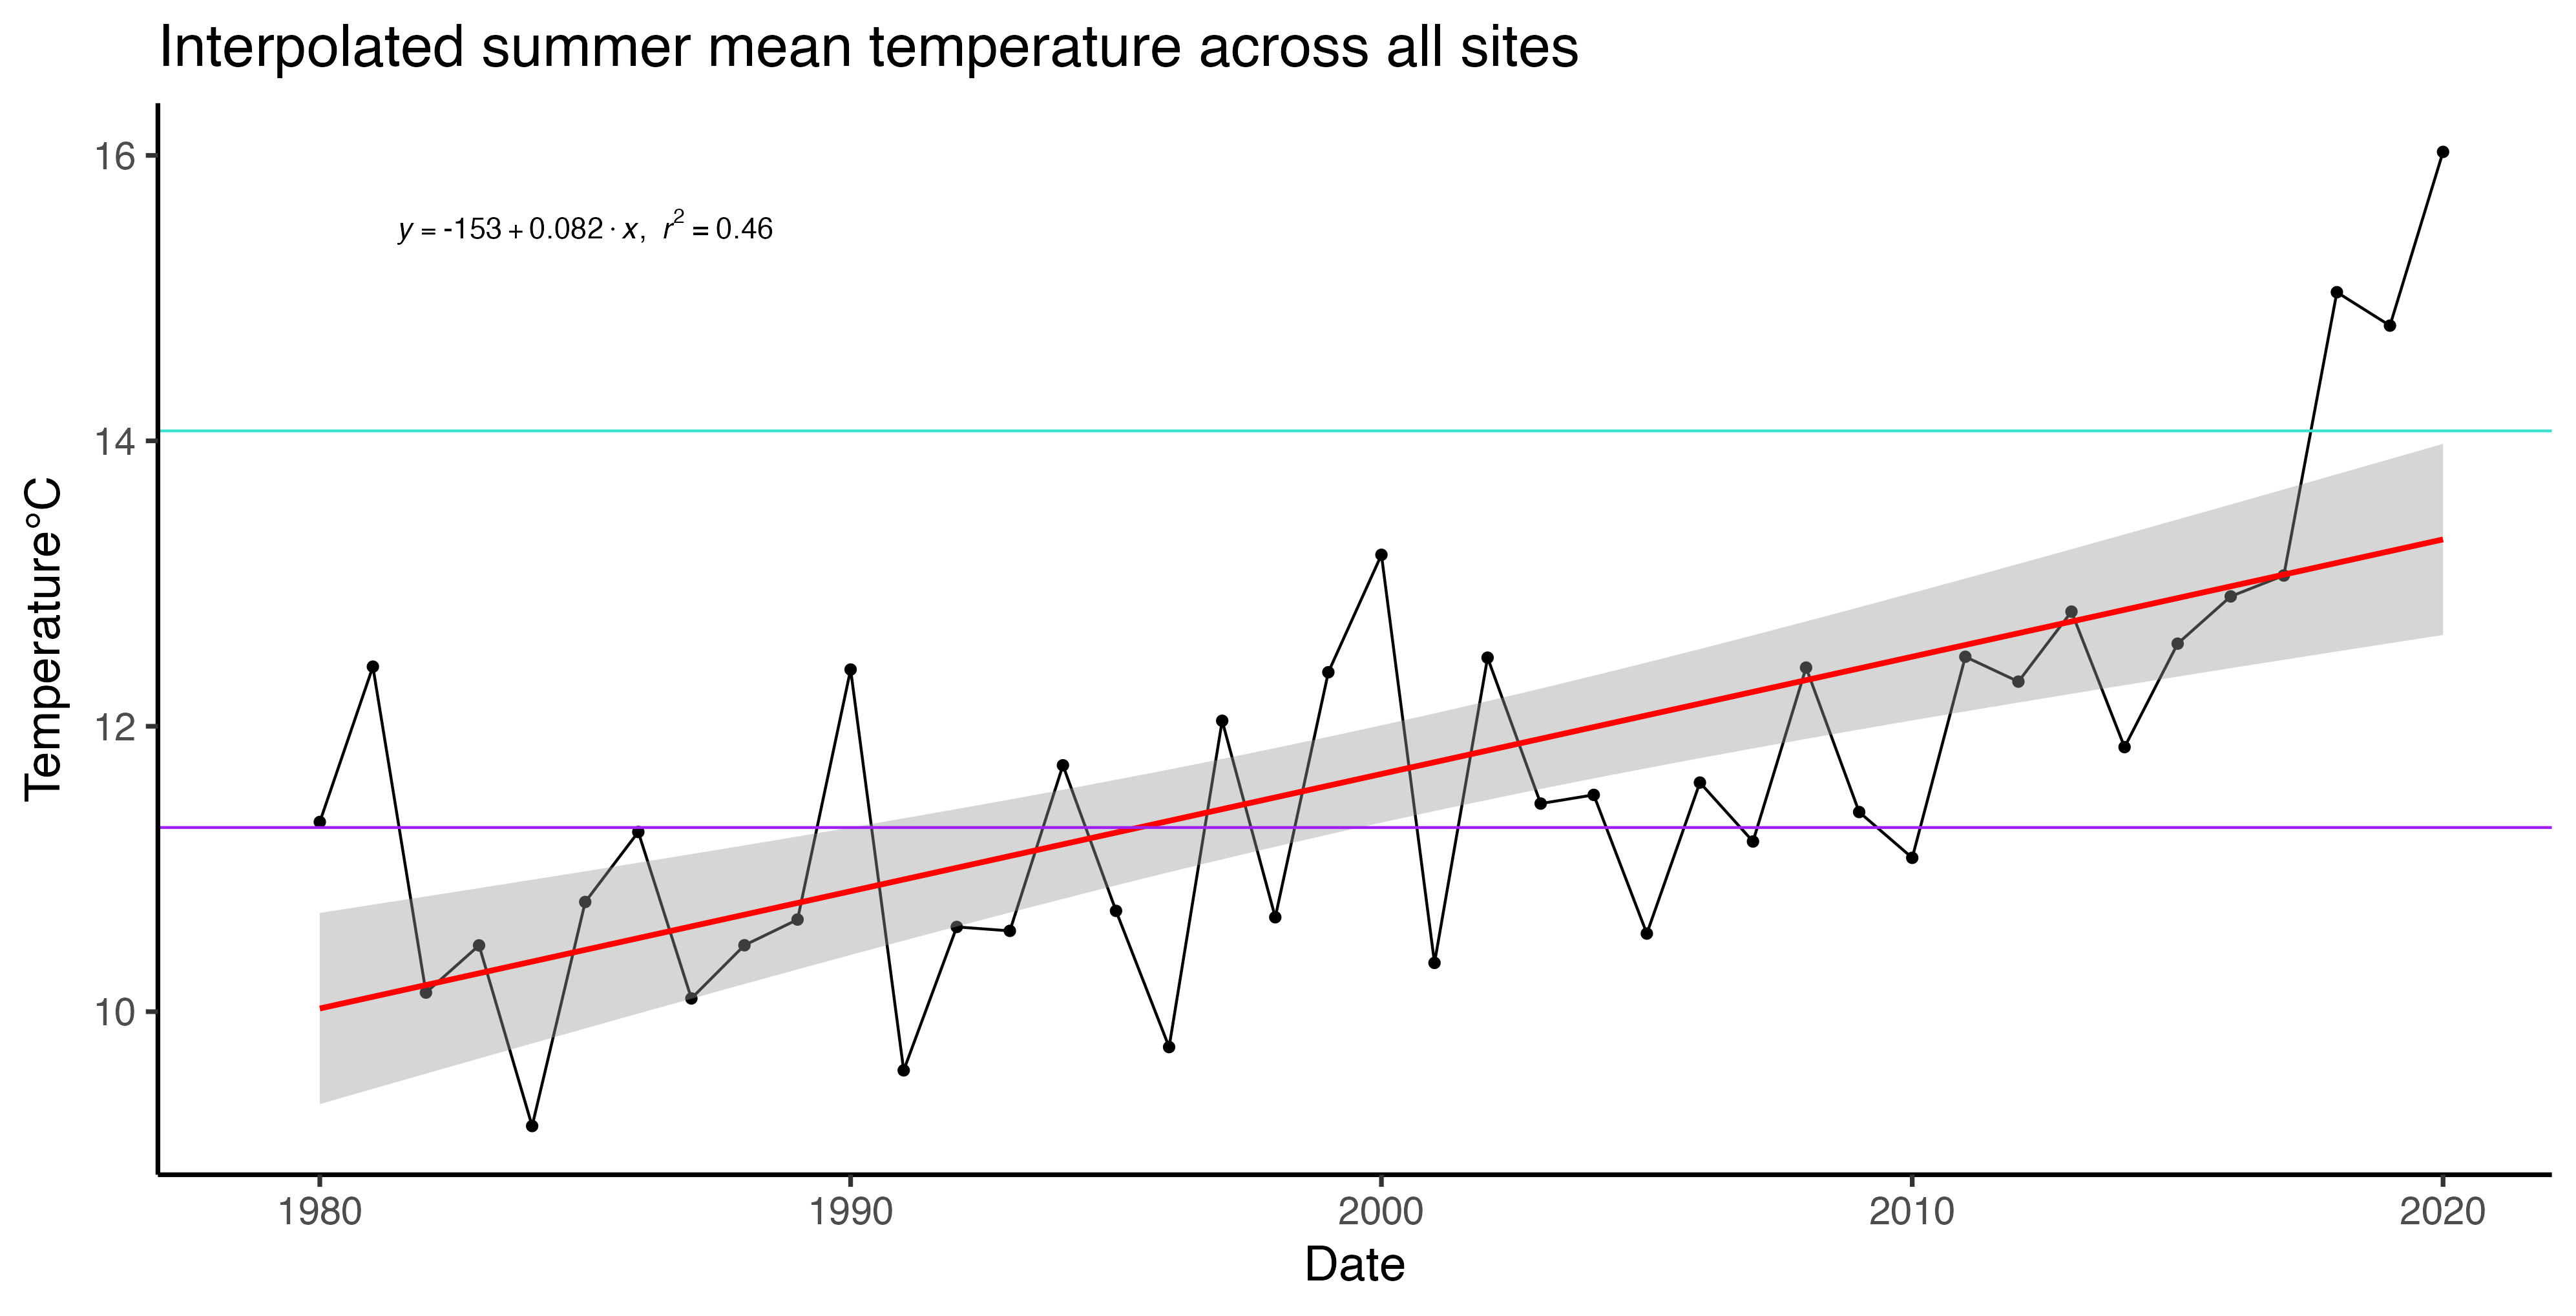 Interpolated summer mean temperature across all sites
16
y = -153 + 0.082 · x, r² = 0.46
14
Temperature°C
12
10
1980 1990 2000 2010 2020
Date